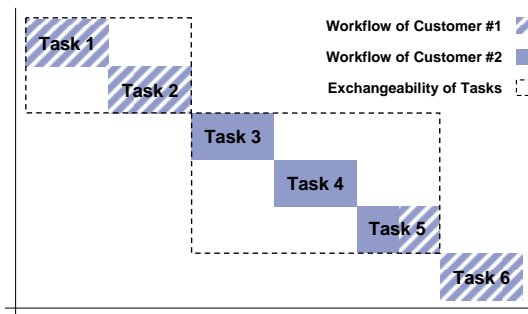 Workflow of Customer #1
Task 1
Workflow of Customer #2
Exchangeability of Tasks
Task 2
Task 3
Task 4
Task 5
Task 6